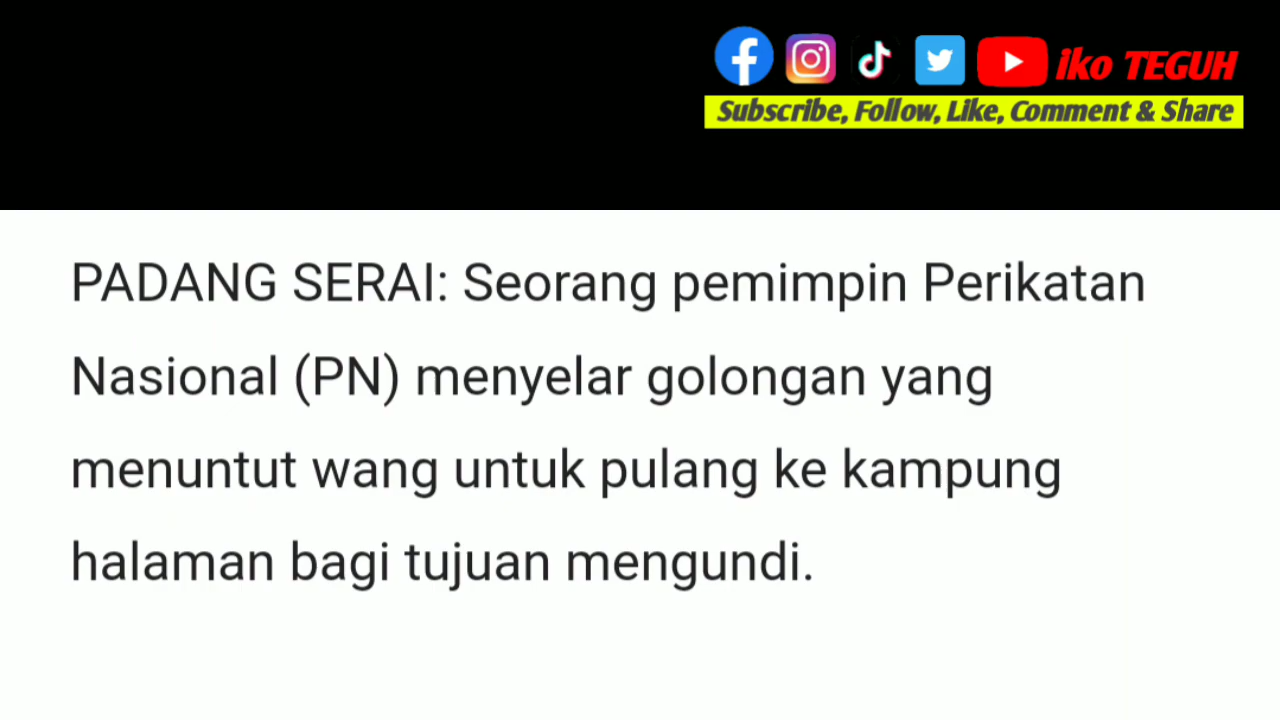 iko TEGUH
Subscribe, Follow, Like, Comment & Share
PADANG SERAI: Seorang pemimpin Perikatan
Nasional (PN) menyelar golongan yang
menuntut wang untuk pulang ke kampung
halaman bagi tujuan mengundi.